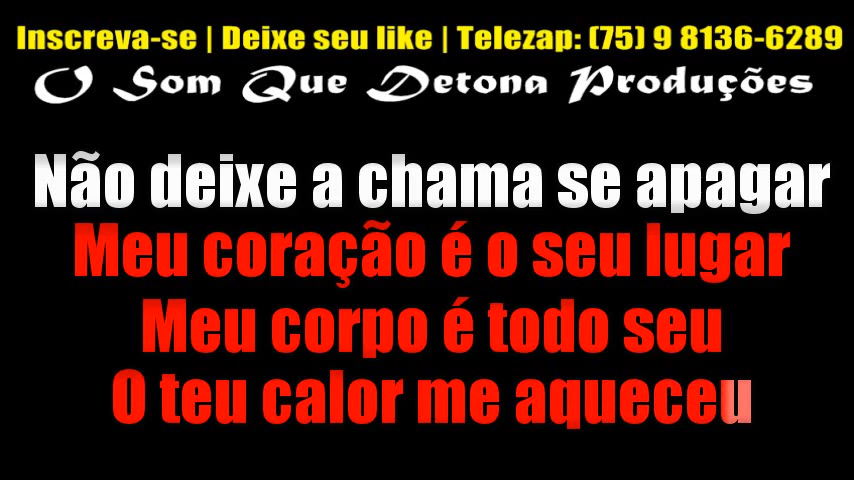 Inscreva-se | Deixe seu like | Telezap: (75) 9 8136-6289
O Som Que Detona Produções
Não deixe a chama se apagar
Meu coração é o seu lugar
Meu corpo é todo seu
O teu calor me aqueceu